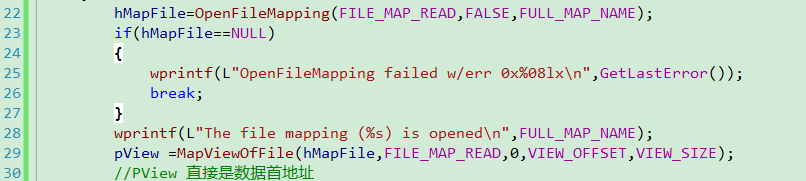 22 hMapFile=OpenFileMapping(FILE_MAP_READ,FALSE,FULL_MAP_NAME);
23 if(hMapFile==NULL)
24 {
25 wprintf(L"OpenFileMapping failed w/err 0x%08lx\n",GetLastError());
26 break;
27 }
28 wprintf(L"The file mapping (%s) is opened\n",FULL_MAP_NAME);
29 pView =MapViewOfFile(hMapFile,FILE_MAP_READ,0,VIEW_OFFSET,VIEW_SIZE);
30 //PView 直接是数据首地址